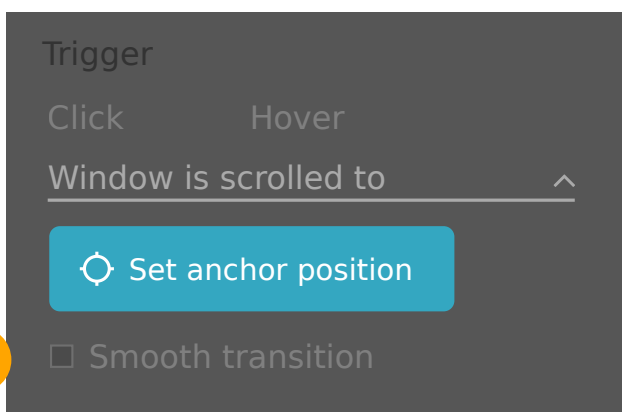 Trigger
Click Hover
Window is scrolled to
Set anchor position
Smooth transition